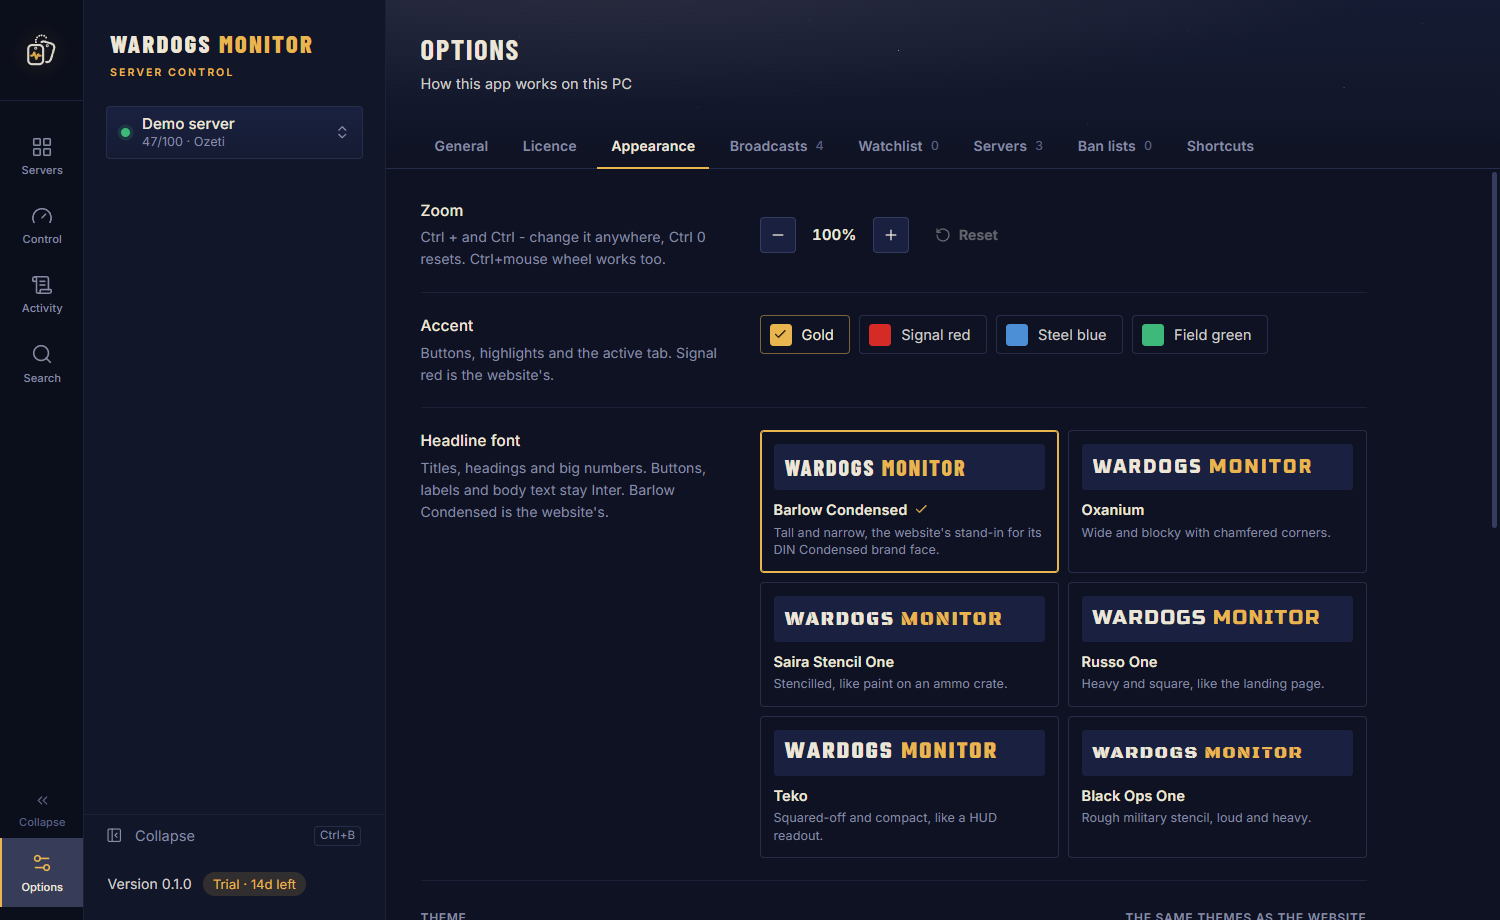 WARDOGS MONITOR
SERVER CONTROL
Demo server
47/100 · Ozeti
Servers
Control
Activity
Search
Collapse
Options
Collapse
Ctrl+B
Version 0.1.0
Trial · 14d left
OPTIONS
How this app works on this PC
General
Licence
Appearance
Broadcasts 4
Watchlist 0
Servers 3
Ban lists 0
Shortcuts
Zoom
Ctrl + and Ctrl - change it anywhere, Ctrl 0
resets. Ctrl+mouse wheel works too.
100%
Reset
Accent
Buttons, highlights and the active tab. Signal
red is the website's.
Gold
Signal red
Steel blue
Field green
Headline font
Titles, headings and big numbers. Buttons,
labels and body text stay Inter. Barlow
Condensed is the website's.
WARDOGS MONITOR
Barlow Condensed
Tall and narrow, the website's stand-in for its
DIN Condensed brand face.
WARDOGS MONITOR
Oxanium
Wide and blocky with chamfered corners.
WARDOGS MONITOR
Saira Stencil One
Stencilled, like paint on an ammo crate.
WARDOGS MONITOR
Russo One
Heavy and square, like the landing page.
WARDOGS MONITOR
Teko
Squared-off and compact, like a HUD
readout.
WARDOGS MONITOR
Black Ops One
Rough military stencil, loud and heavy.
THEME
THE SAME THEMES AS THE WEBSITE